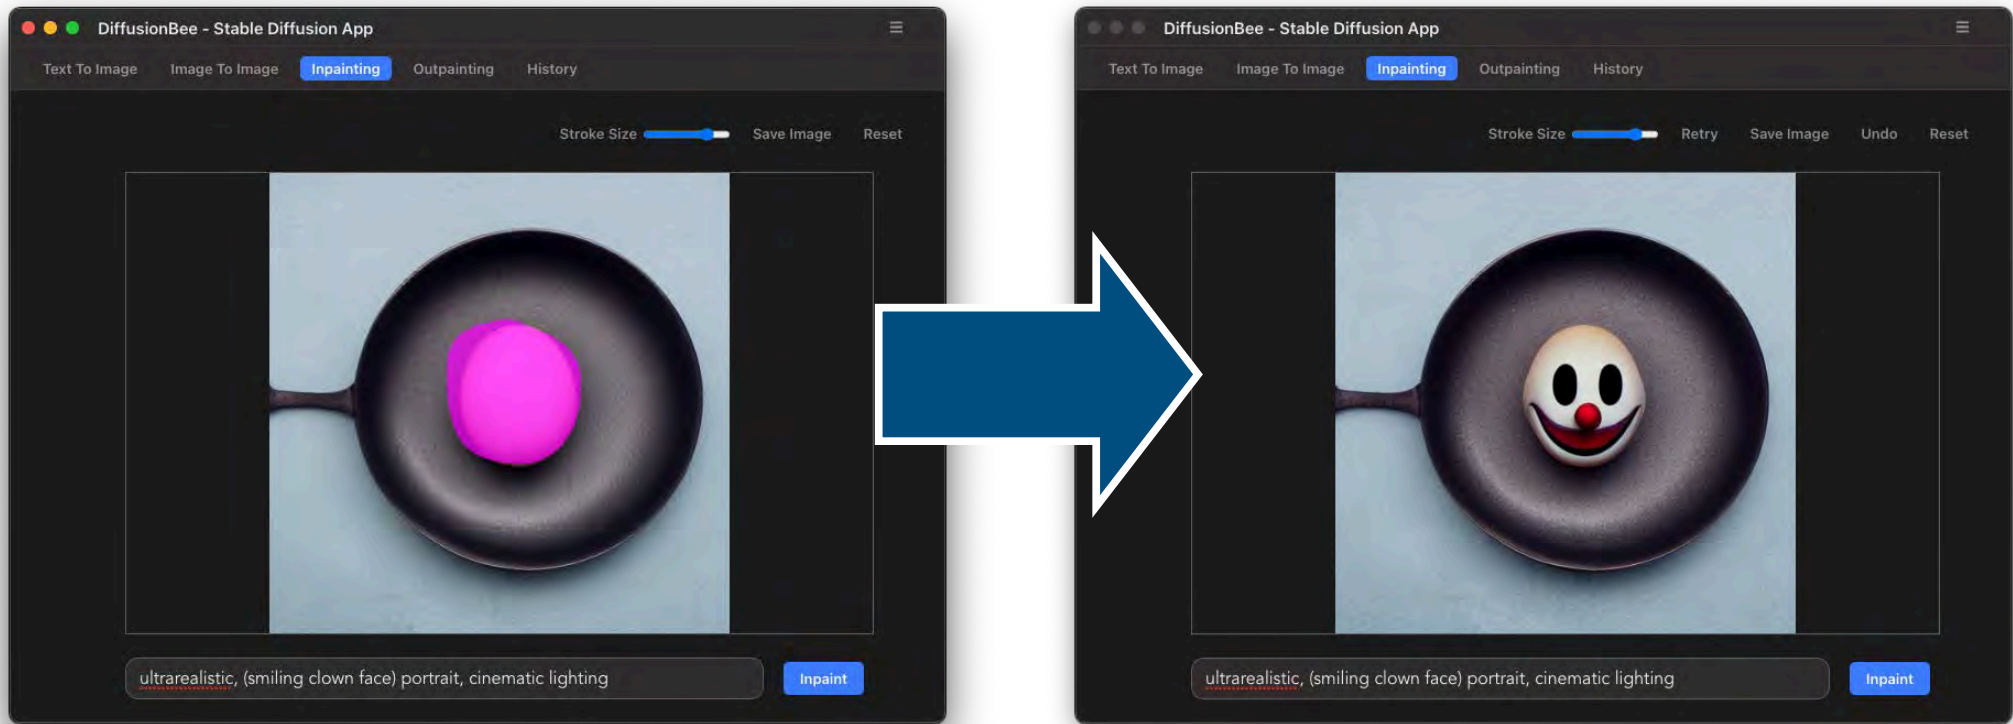 DiffusionBee - Stable Diffusion App
Text To Image Image To Image Inpainting Outpainting History
Stroke Size Save Image Reset
ultrarealistic, (smiling clown face) portrait, cinematic lighting Inpaint
DiffusionBee - Stable Diffusion App
Text To Image Image To Image Inpainting Outpainting History
Stroke Size Retry Save Image Undo Reset
ultrarealistic, (smiling clown face) portrait, cinematic lighting Inpaint